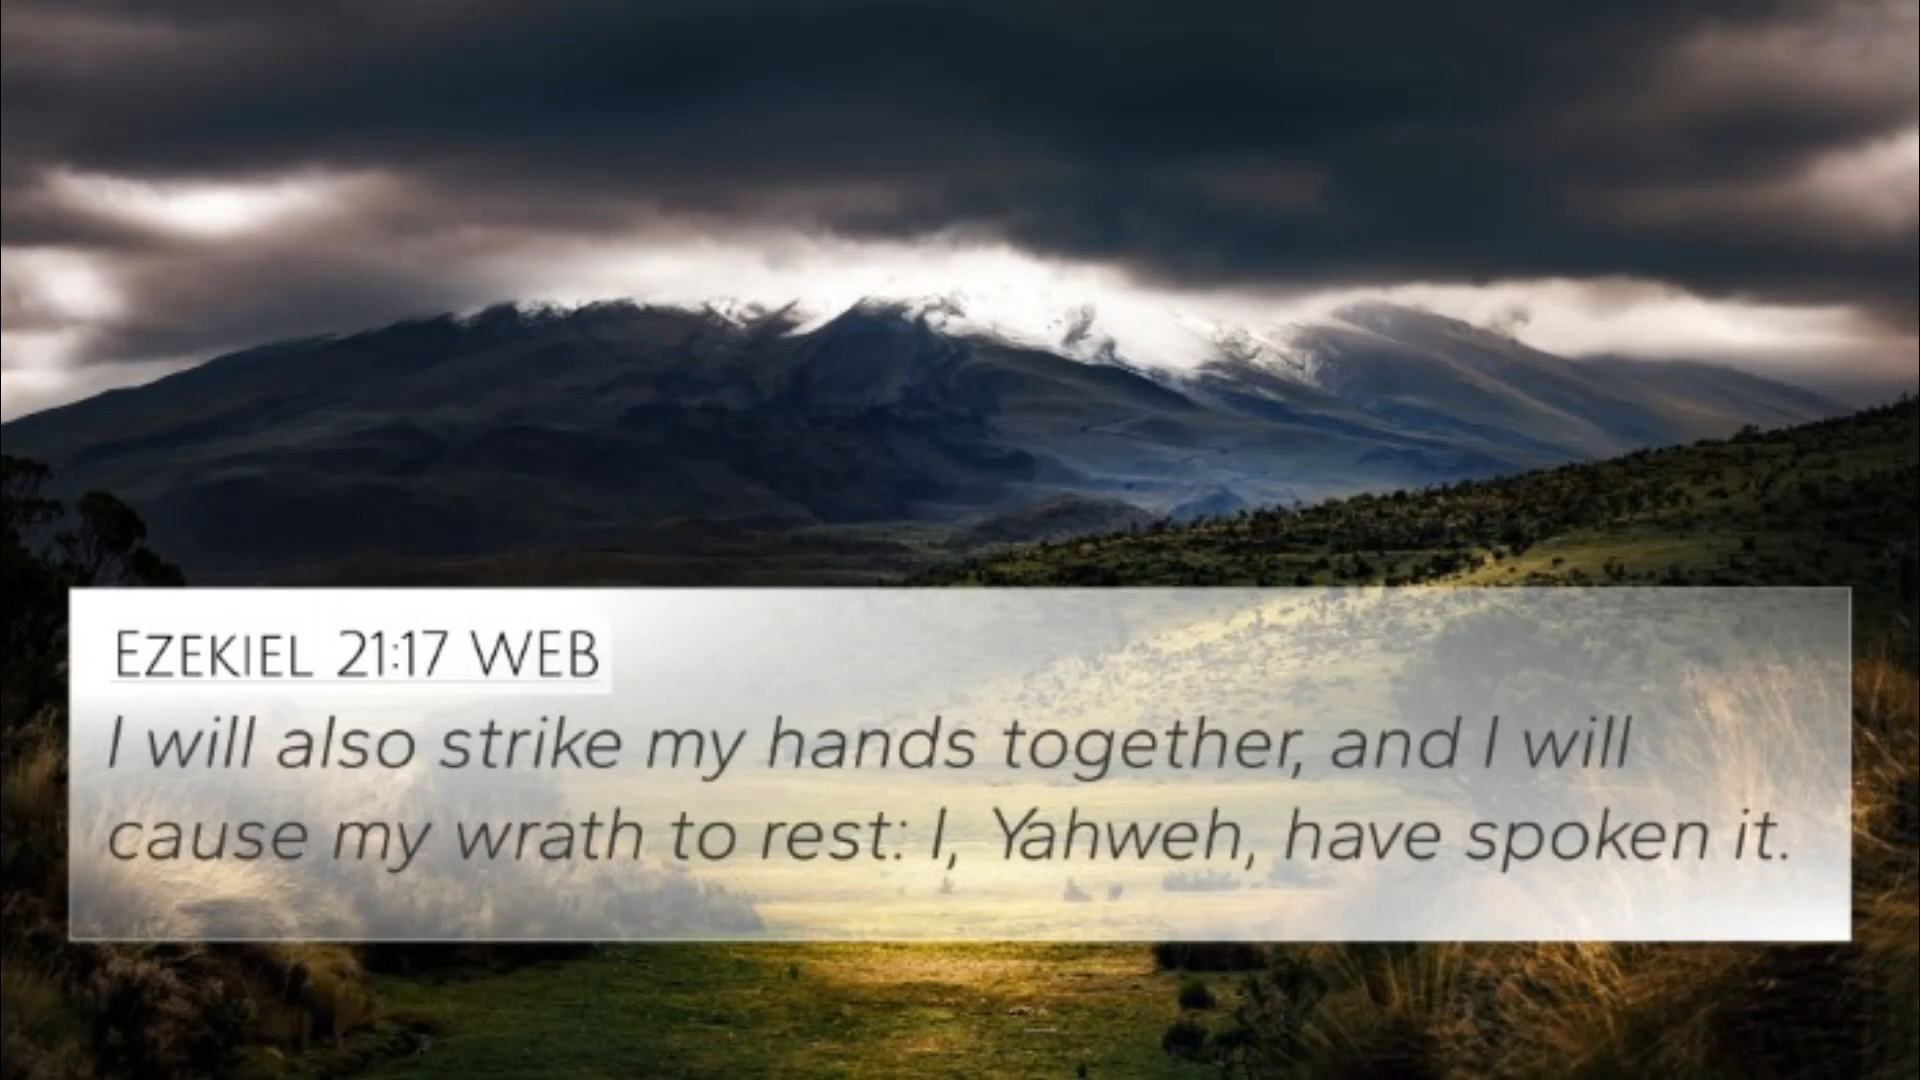 Ezekiel 21:17 WEB
I will also strike my hands together, and I will
cause my wrath to rest: I, Yahweh, have spoken it.